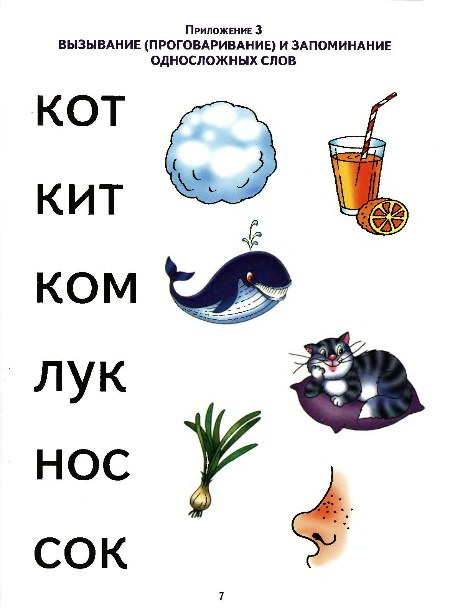 Приложение 3
ВЫЗЫВАНИЕ (ПРОГОВАРИВАНИЕ) И ЗАПОМИНАНИЕ
ОДНОСЛОЖНЫХ СЛОВ
КОТ
КИТ
КОМ
ЛУК
НОС
СОК
7